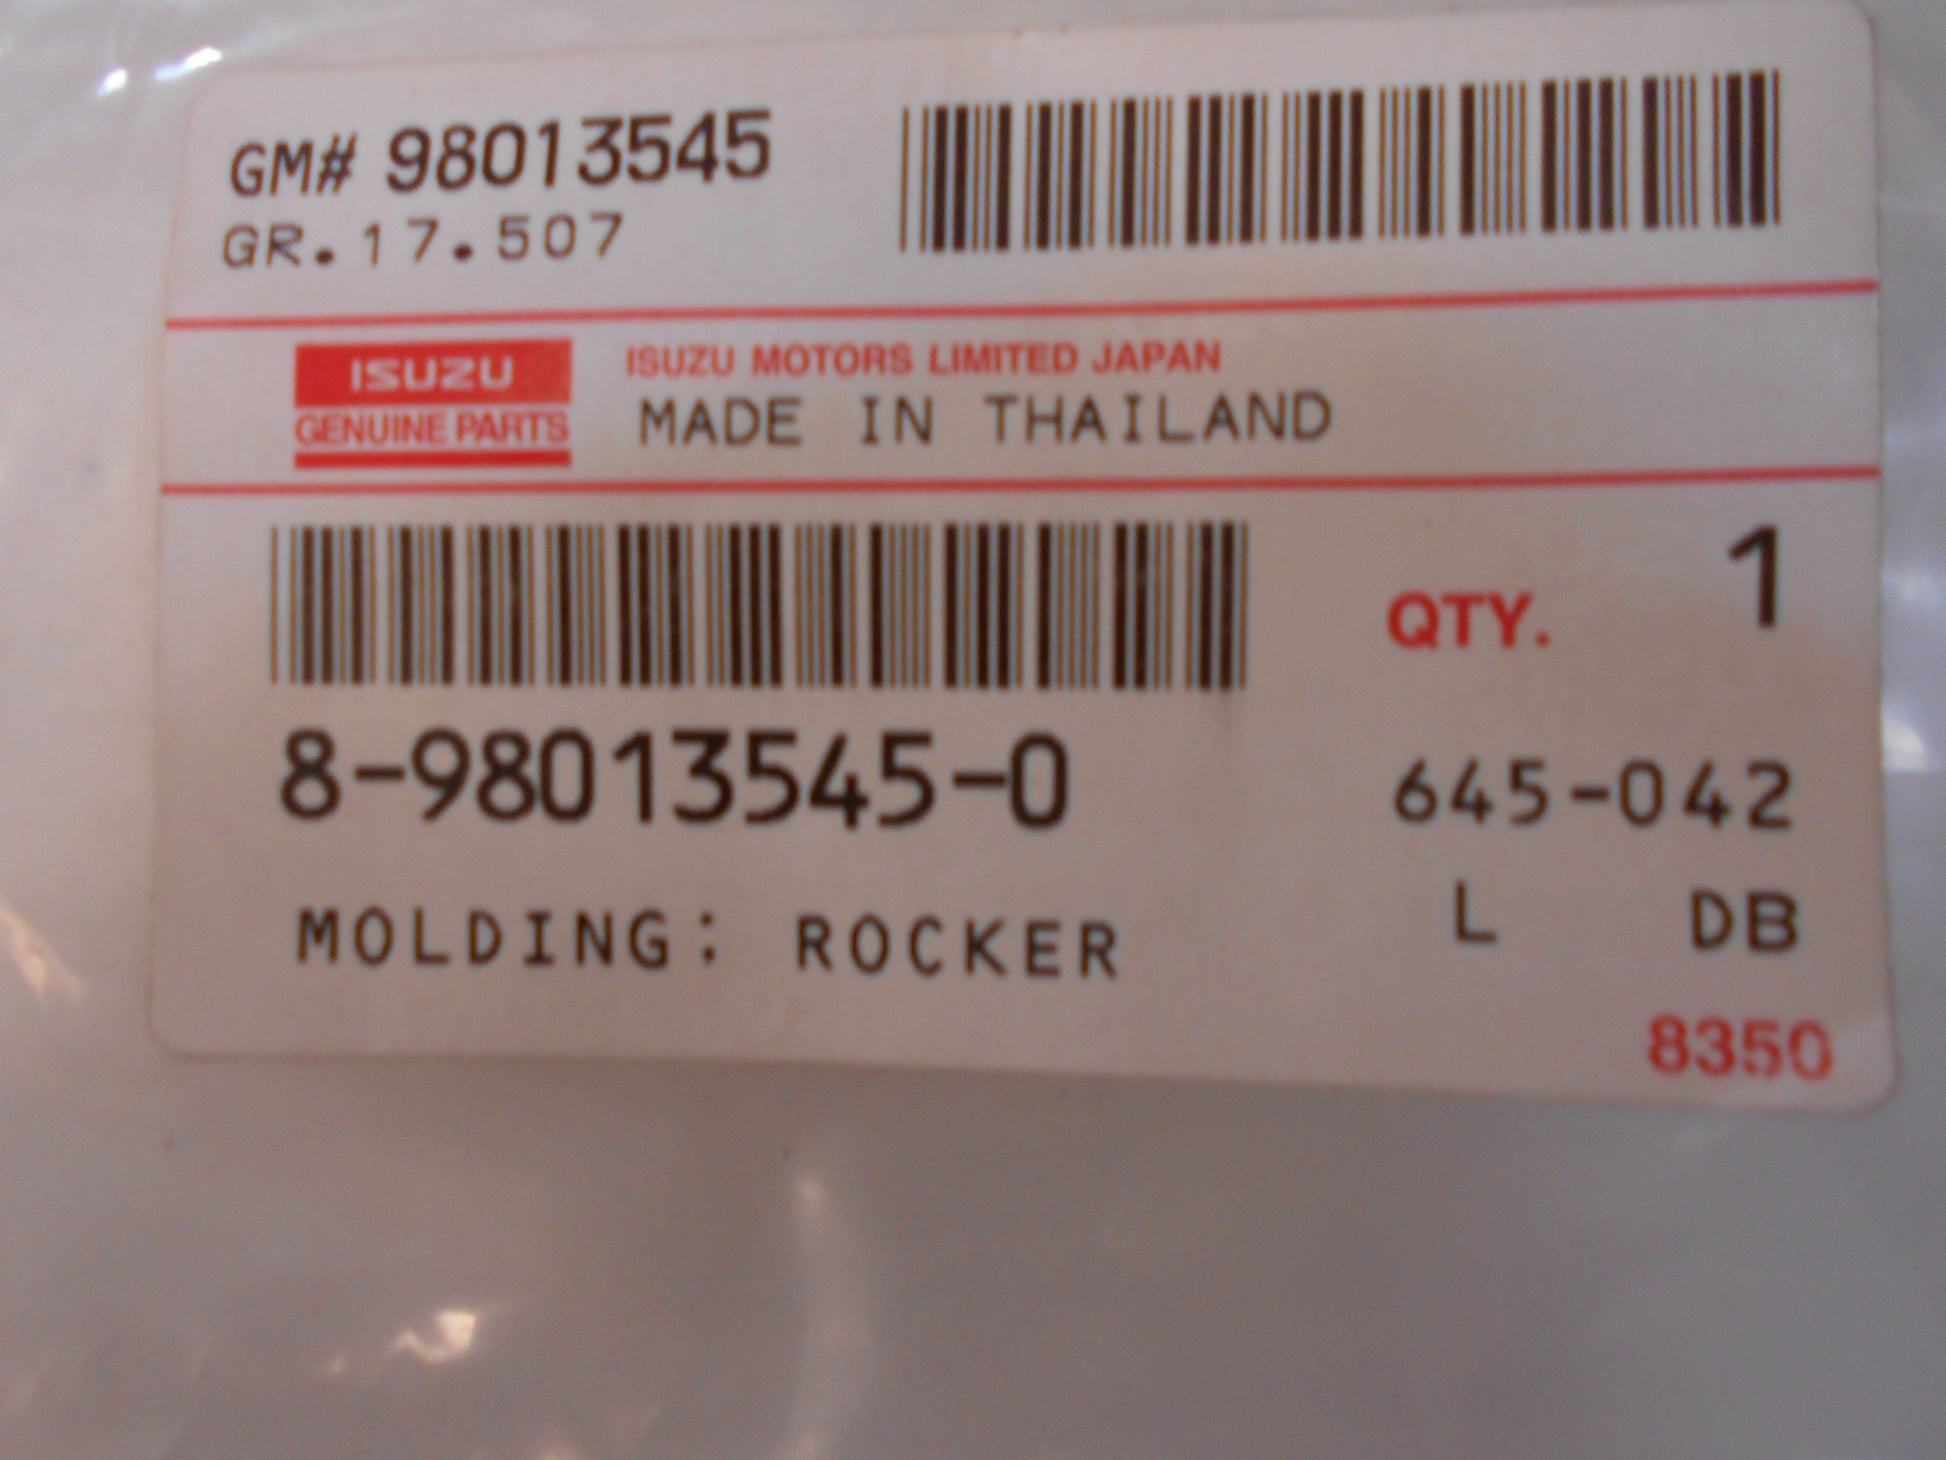 GM# 98013545
GR.17.507
ISUZU
GENUINE PARTS
ISUZU MOTORS LIMITED JAPAN
MADE IN THAILAND
QTY. 1
8-98013545-0
645-042
MOLDING: ROCKER
L DB
8350